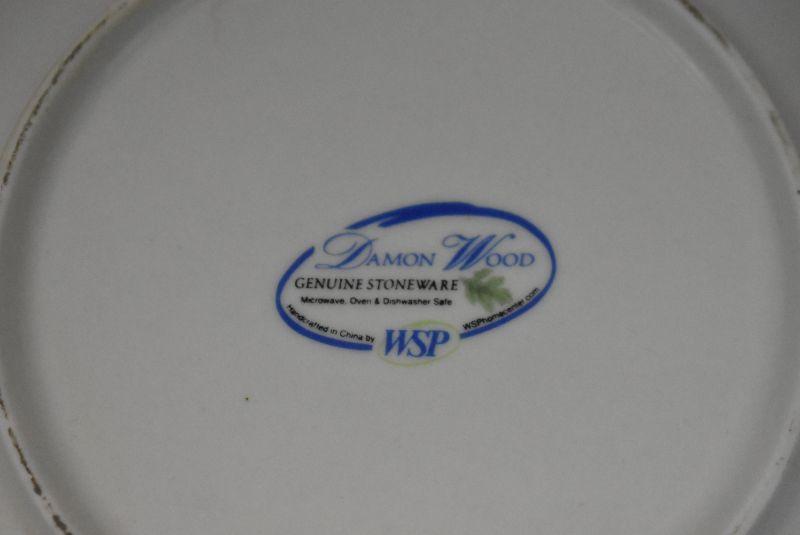 Damon Wood
GENUINE STONEWARE
Microwave, Oven & Dishwasher Safe
Handcrafted in China by
WSP
WSPhomecenter.com